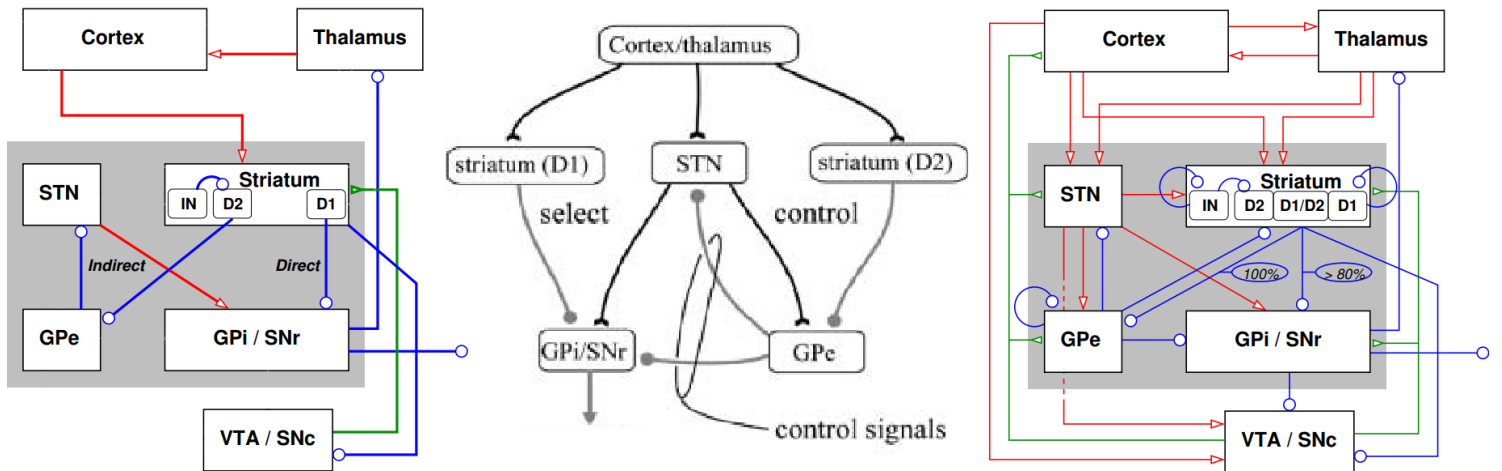 Cortex
Thalamus
STN
Striatum
IN
D2
D1
Indirect
Direct
GPe
GPi / SNr
VTA / SNc
Cortex/thalamus
striatum (D1)
STN
striatum (D2)
select
control
GPi/SNr
GPe
control signals
Cortex
Thalamus
STN
Striatum
IN
D2
D1/D2
D1
100%
> 80%
GPe
GPi / SNr
VTA / SNc